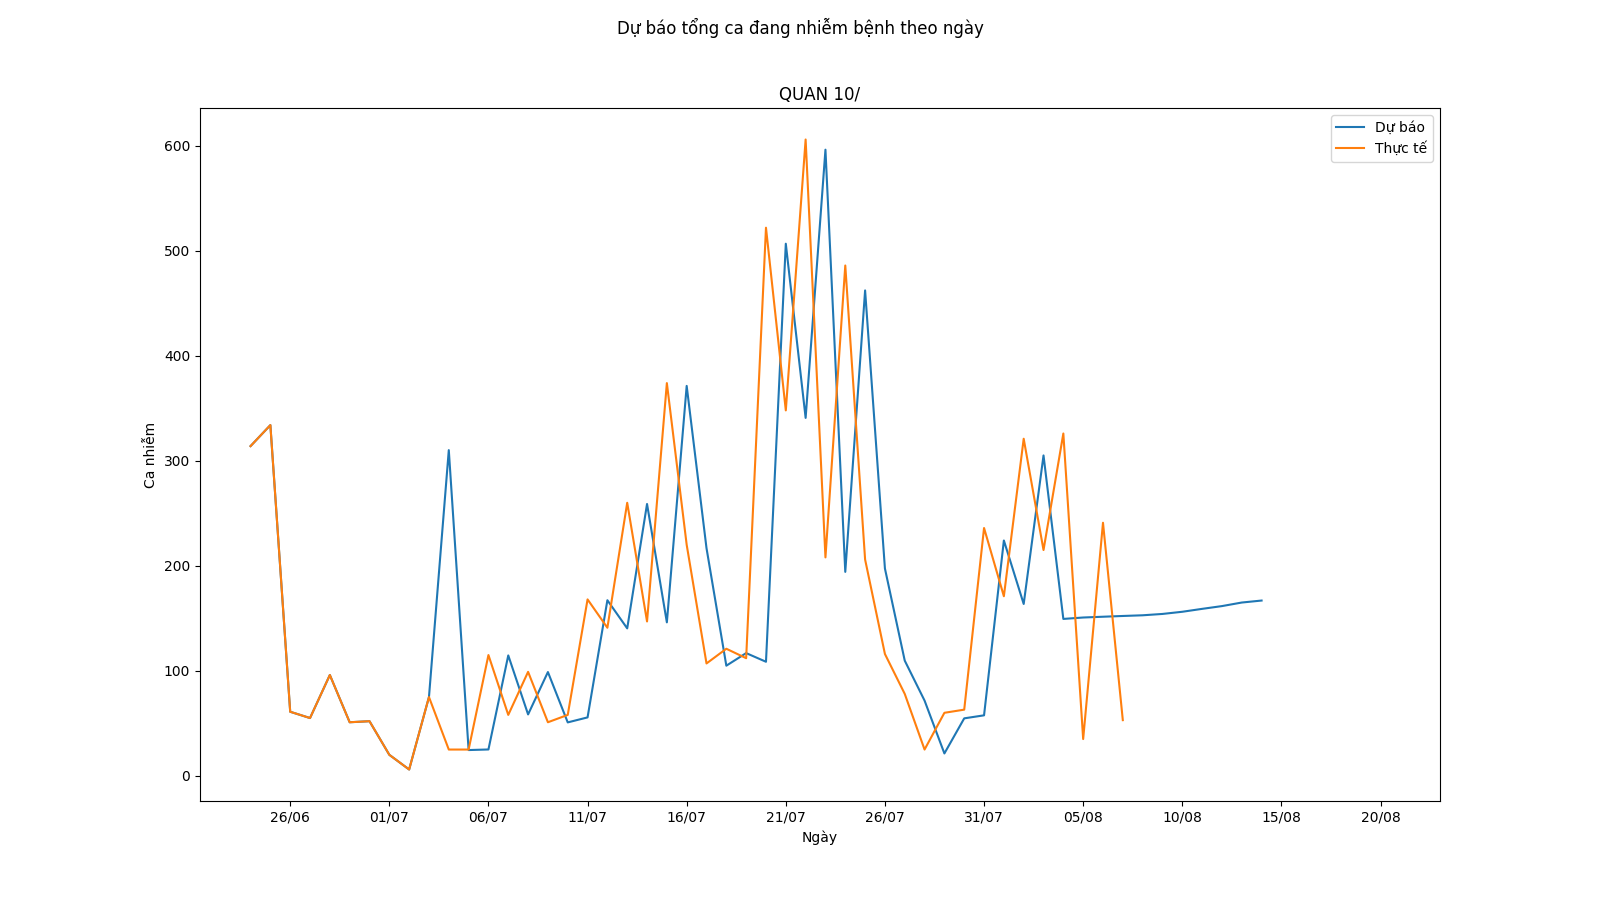 Dự báo tổng ca đang nhiễm bệnh theo ngày
QUAN 10/
Dự báo
Thực tế
600
500
400
300
200
100
0
Ca nhiễm
26/06 01/07 06/07 11/07 16/07 21/07 26/07 31/07 05/08 10/08 15/08 20/08
Ngày